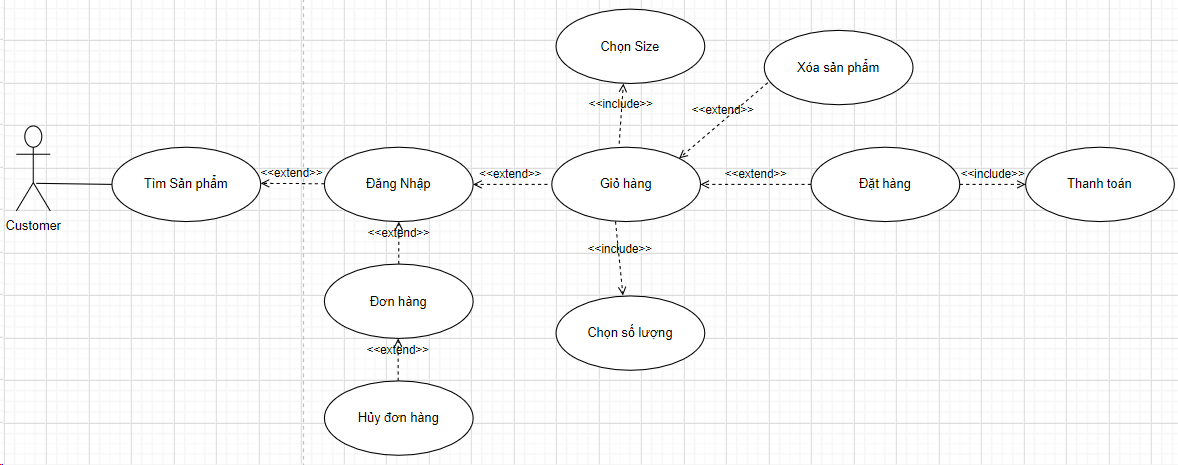 Chọn Size
Xóa sản phẩm
<<include>>
<<extend>>
Customer
Tìm Sản phẩm
<<extend>>
Đăng Nhập
<<extend>>
Giỏ hàng
<<extend>>
Đặt hàng
<<include>>
Thanh toán
<<extend>>
<<include>>
Đơn hàng
Chọn số lượng
<<extend>>
Hủy đơn hàng